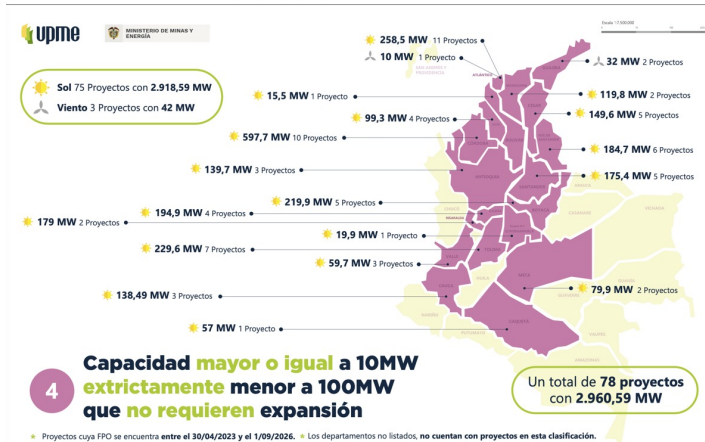 upme
MINISTERIO DE MINAS Y
ENERGÍA
Sol 75 Proyectos con 2.918,59 MW
Viento 3 Proyectos con 42 MW
258,5 MW 11 Proyectos
10 MW 1 Proyecto
32 MW 2 Proyectos
15,5 MW 1 Proyecto
119,8 MW 2 Proyectos
99,3 MW 4 Proyectos
149,6 MW 5 Proyectos
597,7 MW 10 Proyectos
184,7 MW 6 Proyectos
139,7 MW 3 Proyectos
175,4 MW 5 Proyectos
219,9 MW 5 Proyectos
194,9 MW 4 Proyectos
179 MW 2 Proyectos
19,9 MW 1 Proyecto
229,6 MW 7 Proyectos
59,7 MW 3 Proyectos
79,9 MW 2 Proyectos
138,49 MW 3 Proyectos
57 MW 1 Proyecto
4
Capacidad mayor o igual a 10MW
extrictamente menor a 100MW
que no requieren expansión
Un total de 78 proyectos
con 2.960,59 MW
Proyectos cuya FPO se encuentra entre el 30/04/2023 y el 1/09/2026. Los departamentos no listados, no cuentan con proyectos en esta clasificación.